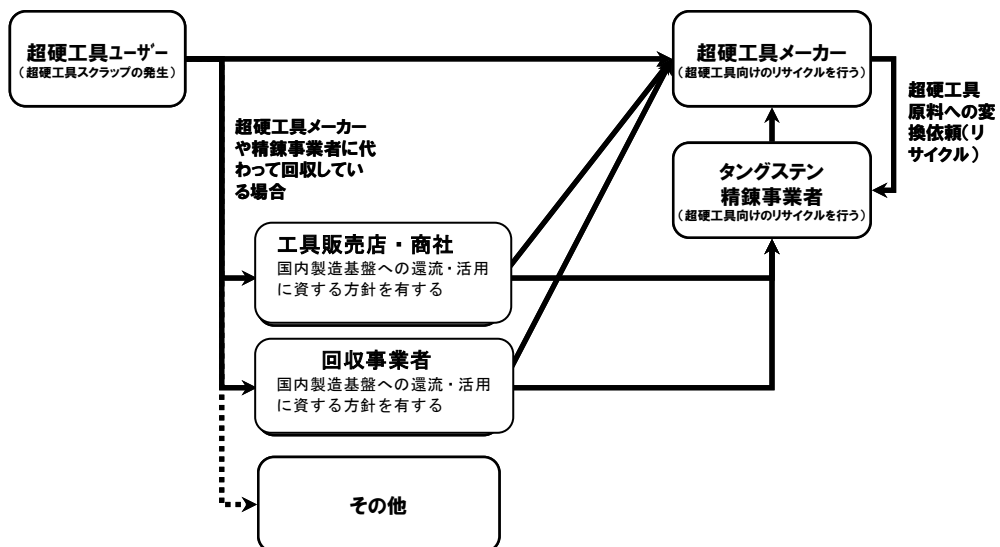 超硬工具ユーザー
（超硬工具スクラップの発生）
超硬工具メーカー
（超硬工具向けのリサイクルを行う）
超硬工具
原料への変
換依頼（リ
サイクル）
超硬工具メーカー
や精錬事業者に代
わって回収してい
る場合
タングステン
精錬事業者
（超硬工具向けのリサイクルを行う）
工具販売店・商社
国内製造基盤への還流・活用
に資する方針を有する
回収事業者
国内製造基盤への還流・活用
に資する方針を有する
その他